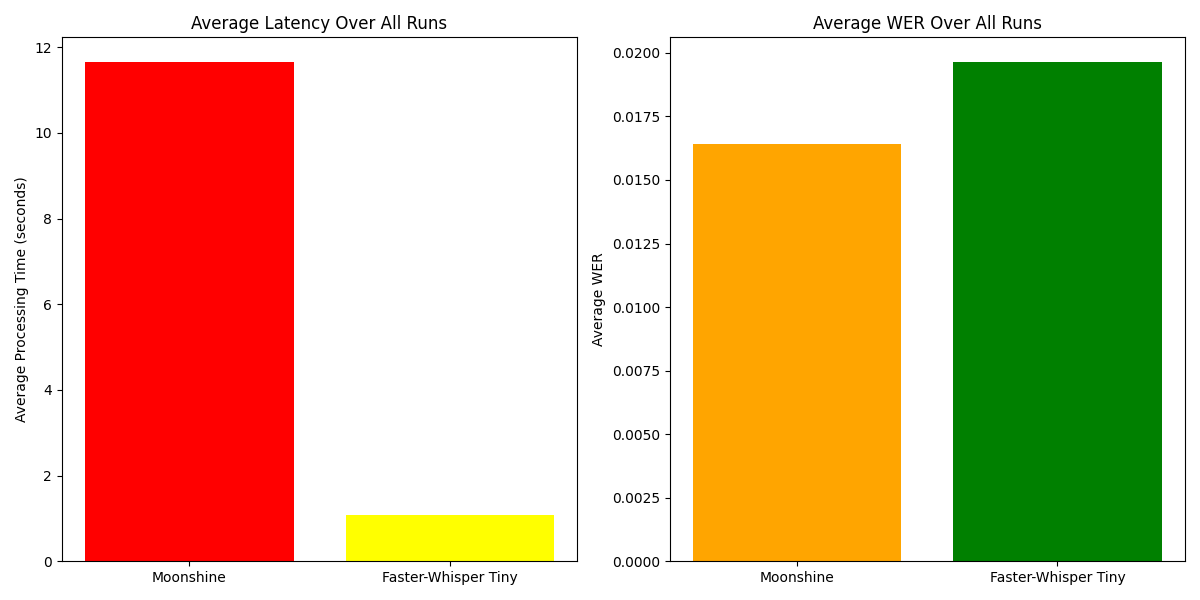 Average Latency Over All Runs
Average Processing Time (seconds)
12
10
8
6
4
2
0
Moonshine
Faster-Whisper Tiny
Average WER Over All Runs
Average WER
0.0200
0.0175
0.0150
0.0125
0.0100
0.0075
0.0050
0.0025
0.0000
Moonshine
Faster-Whisper Tiny